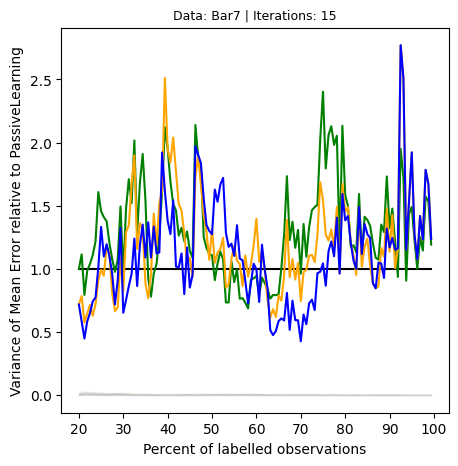 Data: Bar7 | Iterations: 15
Variance of Mean Error relative to PassiveLearning
2.5
2.0
1.5
1.0
0.5
0.0
20 30 40 50 60 70 80 90 100
Percent of labelled observations